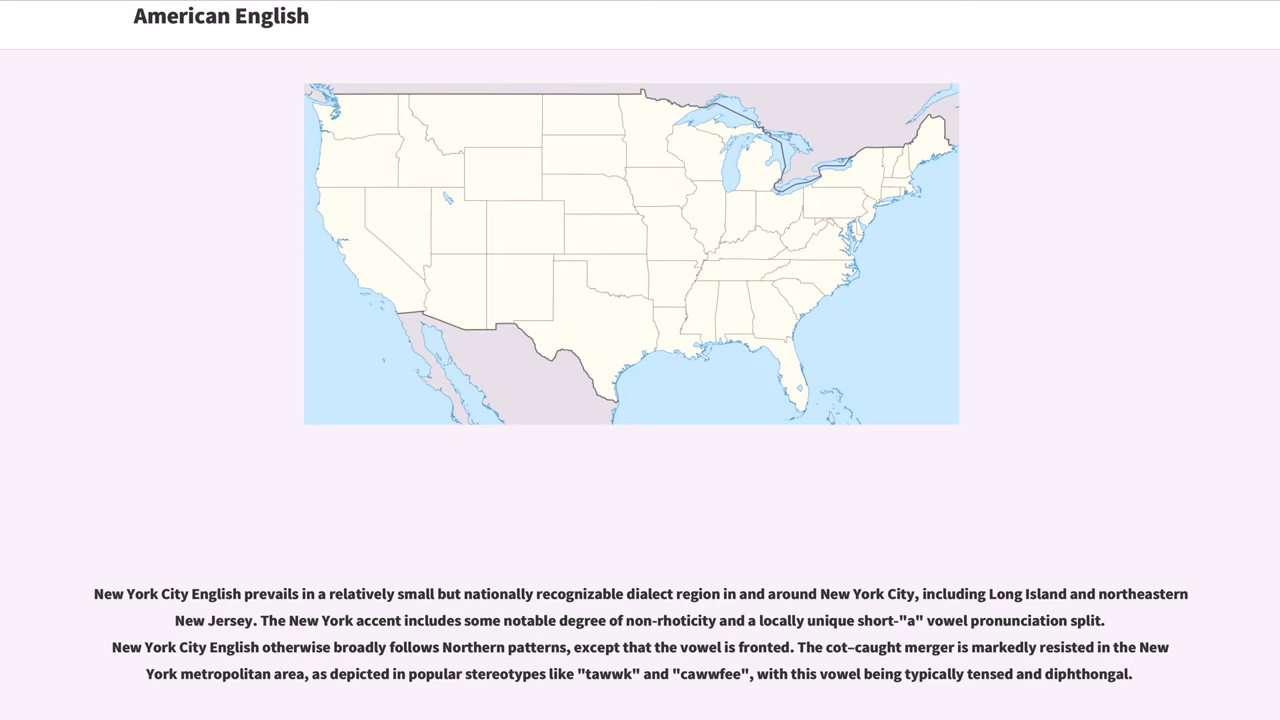 American English
New York City English prevails in a relatively small but nationally recognizable dialect region in and around New York City, including Long Island and northeastern
New Jersey. The New York accent includes some notable degree of non-rhoticity and a locally unique short-"a" vowel pronunciation split.
New York City English otherwise broadly follows Northern patterns, except that the vowel is fronted. The cot–caught merger is markedly resisted in the New
York metropolitan area, as depicted in popular stereotypes like "tawwk" and "cawwfee", with this vowel being typically tensed and diphthongal.